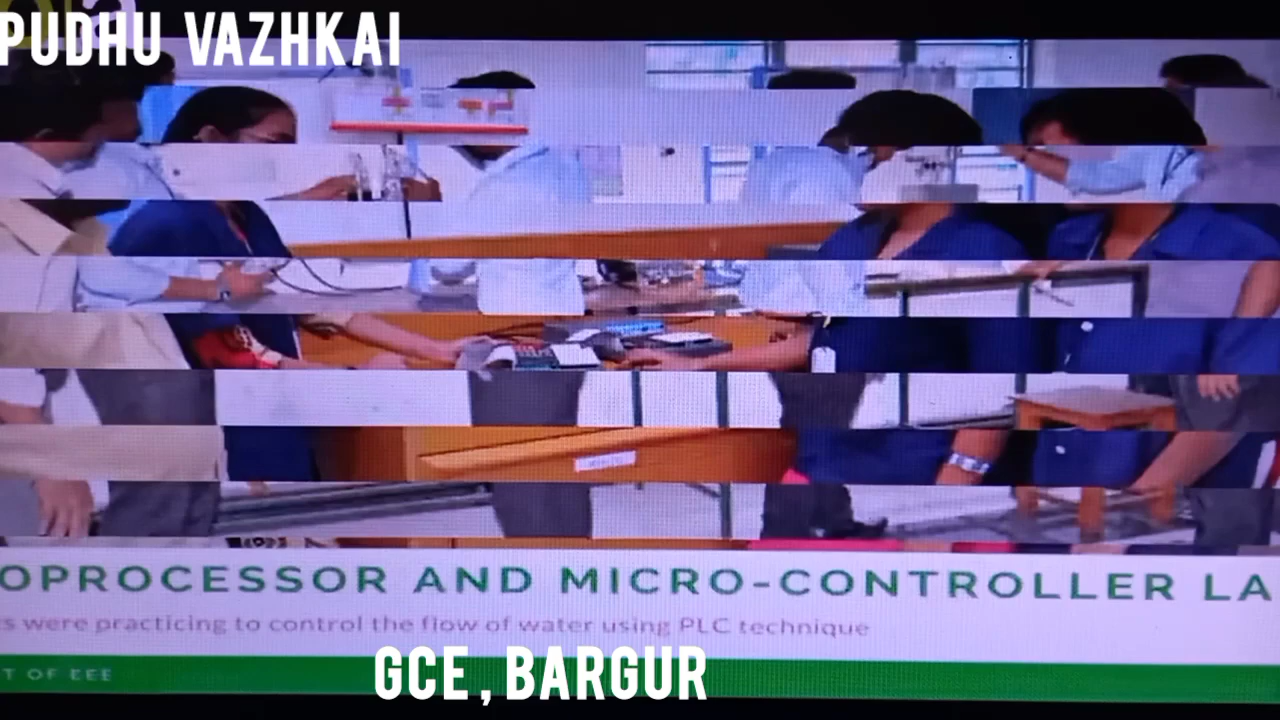 PUDHU VAZHKAI
OPROCESSOR AND MICRO-CONTROLLER LA
s were practicing to control the flow of water using PLC technique
T OF EEE
GCE , BARGUR